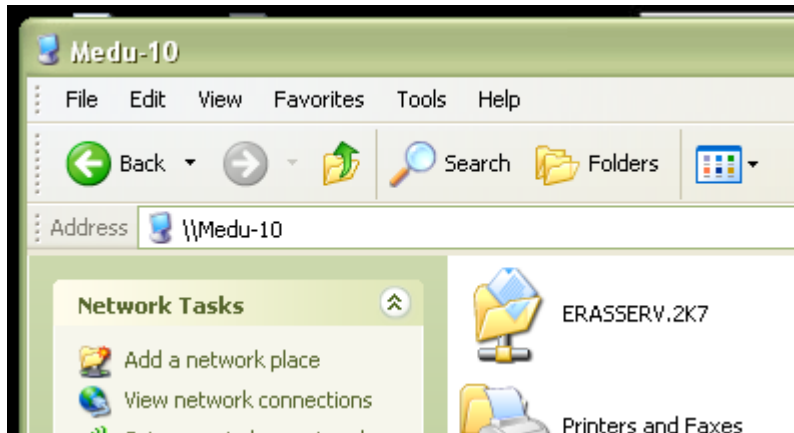 Medu-10
File Edit View Favorites Tools Help
Back Search Folders
Address \\Medu-10
Network Tasks
Add a network place
View network connections
ERASSERV.2K7
Printers and Faxes